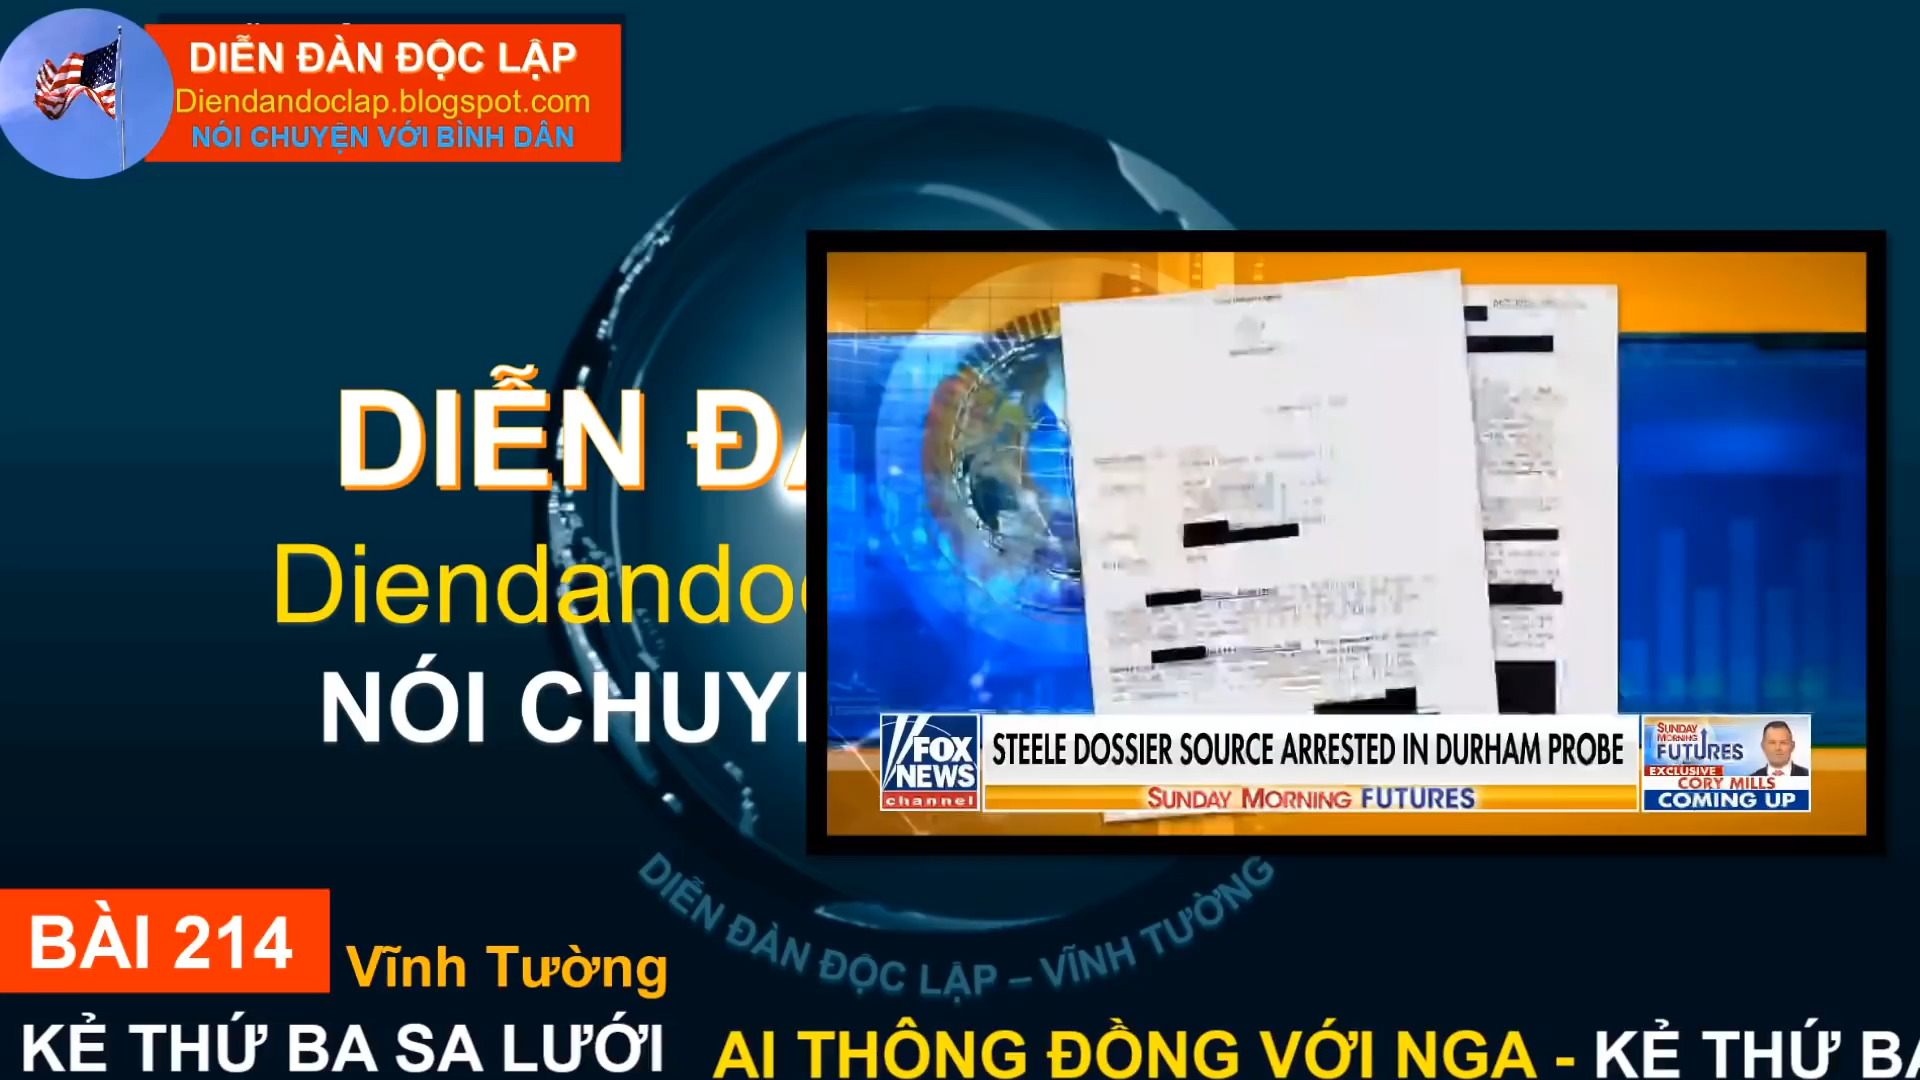 DIỄN ĐÀN ĐỘC LẬP
Diendandoclap.blogspot.com
NÓI CHUYỆN VỚI BÌNH DÂN
DIỄN Đ
Diendando
NÓI CHUY
FOX
NEWS
channel
STEELE DOSSIER SOURCE ARRESTED IN DURHAM PROBE
SUNDAY MORNING FUTURES
SUNDAY
MORNING
FUTURES
EXCLUSIVE
CORY MILLS
COMING UP
DIỄN ĐÀN ĐỘC LẬP – VĨNH TƯỜNG
BÀI 214
Vĩnh Tường
KẺ THỨ BA SA LƯỚI
AI THÔNG ĐỒNG VỚI NGA - KẺ THỨ BA